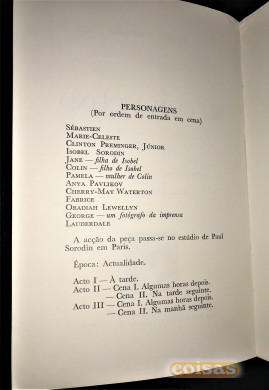 PERSONAGENS
(Por ordem de entrada em cena)
SÉBASTIEN
MARIE-CELESTE
CLINTON PREMINGER, JÚNIOR
ISOBEL SORODIN
JANE — filha de Isobel
COLIN — filho de Isobel
PAMELA — mulher de Colin
ANYA PAVLIKOV
CHERRY-MAY WATERTON
FABRICE
OBADIAH LEWELLYN
GEORGE — um fotógrafo da imprensa
LAUDERDALE
A acção da peça passa-se no estúdio de Paul
Sorodin em Paris.
Época: Actualidade.
Acto I — À tarde.
Acto II — Cena I. Algumas horas depois.
— Cena II. Na tarde seguinte.
Acto III — Cena I. Algumas horas depois.
— Cena II. Na manhã seguinte.
coisas